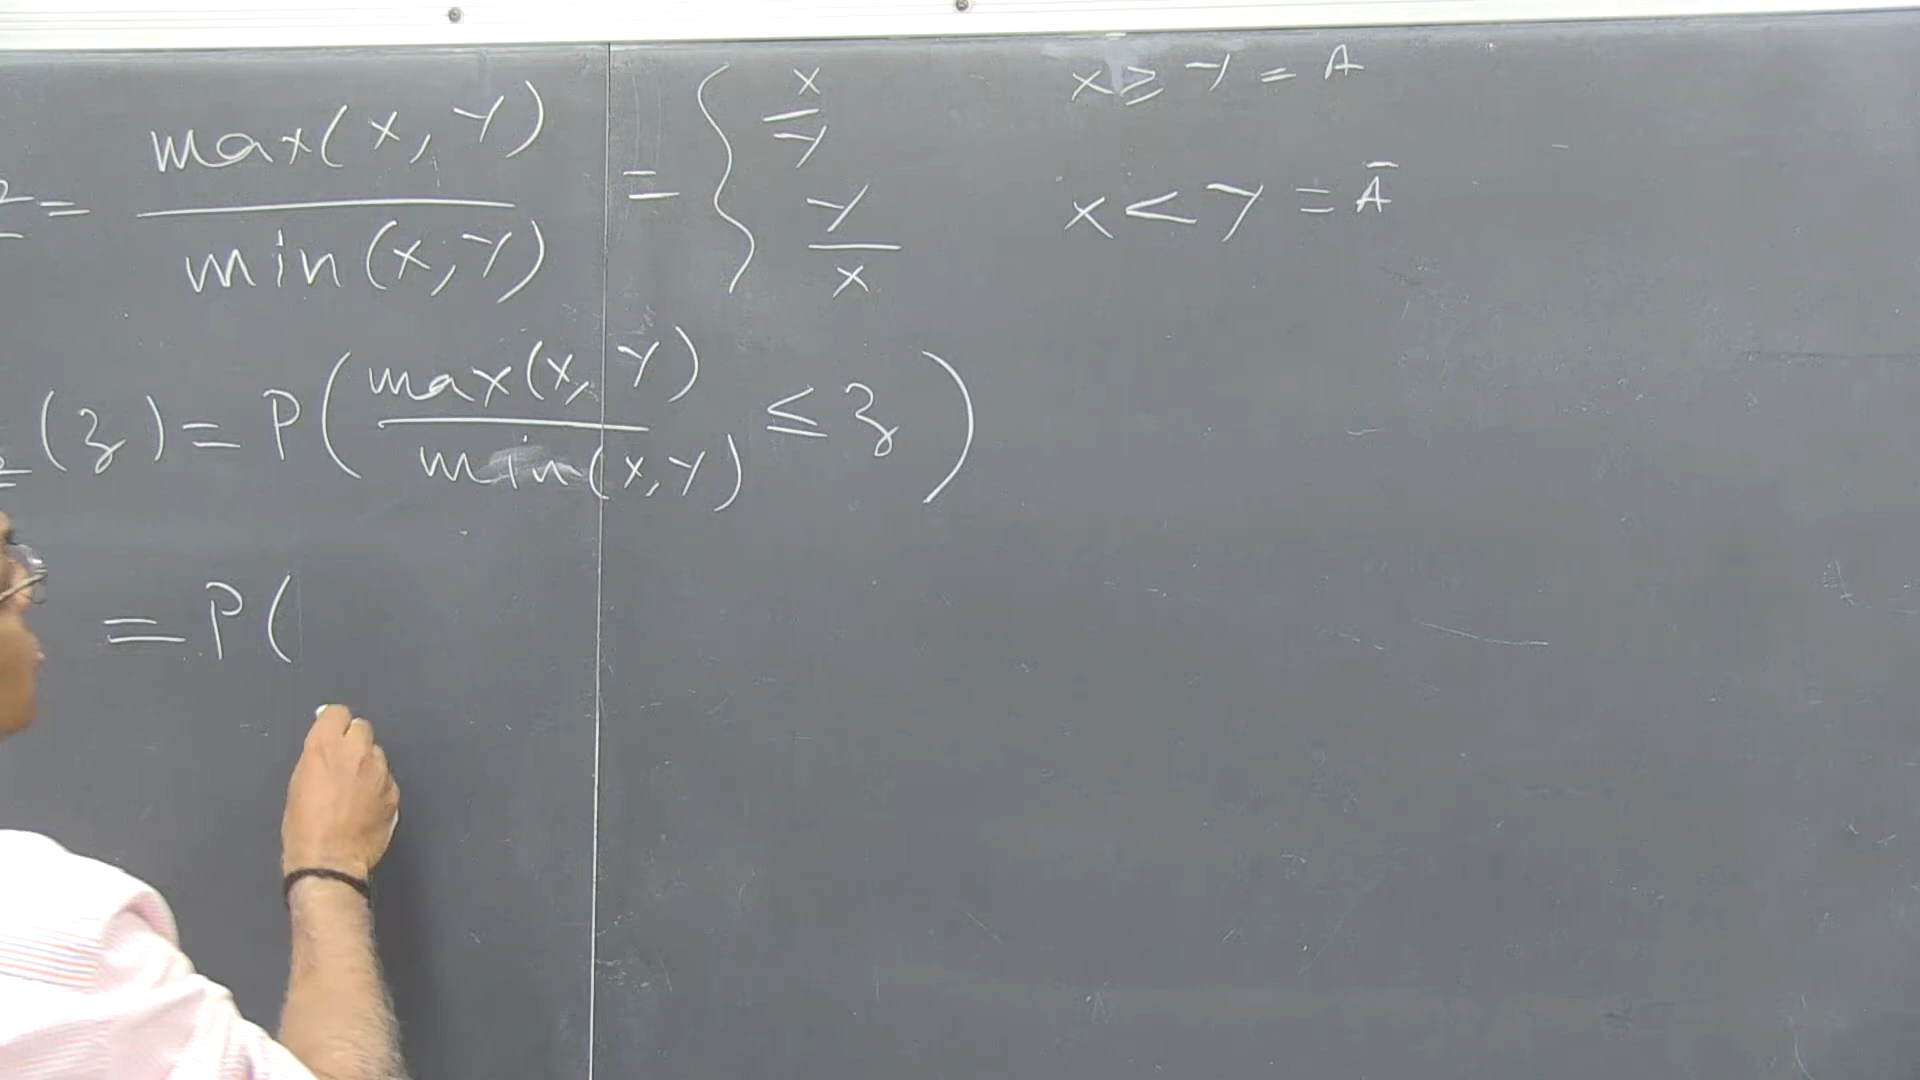 = max(x, y) / min(x, y) = { x / y    x ≥ y = A
y / x    x < y = Ā
(z) = P( max(x, y) / min(x, y) ≤ z )
= P(